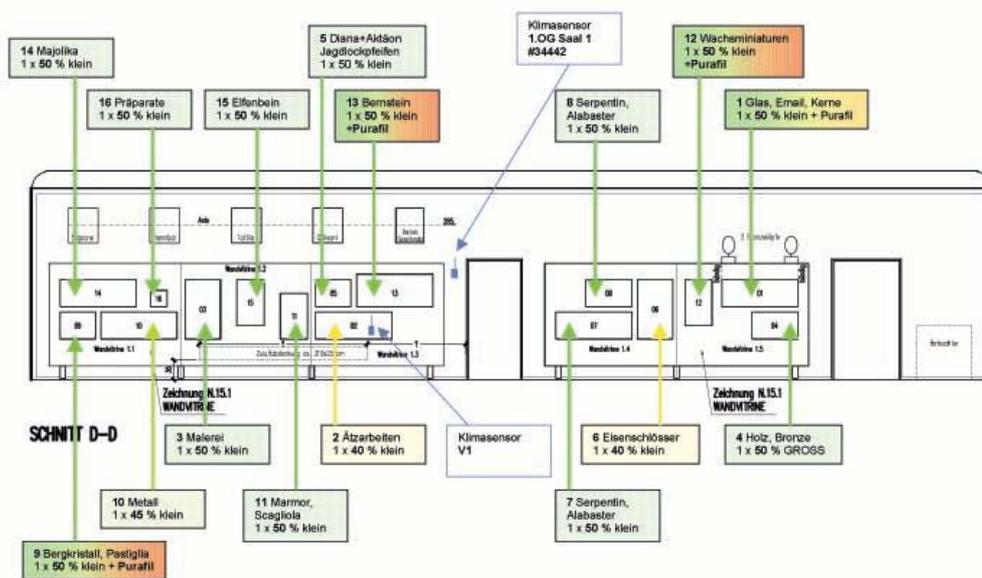 14 Majolika
1 x 50 % klein
5 Diana+Aktäon
Jagdlockpfeifen
1 x 50 % klein
Klimasensor
1.OG Saal 1
#34442
12 Wachsminiaturen
1 x 50 % klein
+Purafil
16 Präparate
1 x 50 % klein
15 Elfenbein
1 x 50 % klein
13 Bernstein
1 x 50 % klein
+Purafil
8 Serpentin,
Alabaster
1 x 50 % klein
1 Glas, Email, Kerne
1 x 50 % klein + Purafil
Wandvitrine 1.2
14
16
03
15
11
05
13
09
10
02
Wandvitrine 1.1
Wandvitrine 1.3
08
06
12
01
07
04
Wandvitrine 1.4
Wandvitrine 1.5
Zeichnung N.15.1
WANDVITRINE
Zeichnung N.15.1
WANDVITRINE
SCHNITT D-D
3 Malerei
1 x 50 % klein
2 Ätzarbeiten
1 x 40 % klein
Klimasensor
V1
6 Eisenschlösser
1 x 40 % klein
4 Holz, Bronze
1 x 50 % GROSS
10 Metall
1 x 45 % klein
11 Marmor,
Scagliola
1 x 50 % klein
7 Serpentin,
Alabaster
1 x 50 % klein
9 Bergkristall, Pastiglia
1 x 50 % klein + Purafil